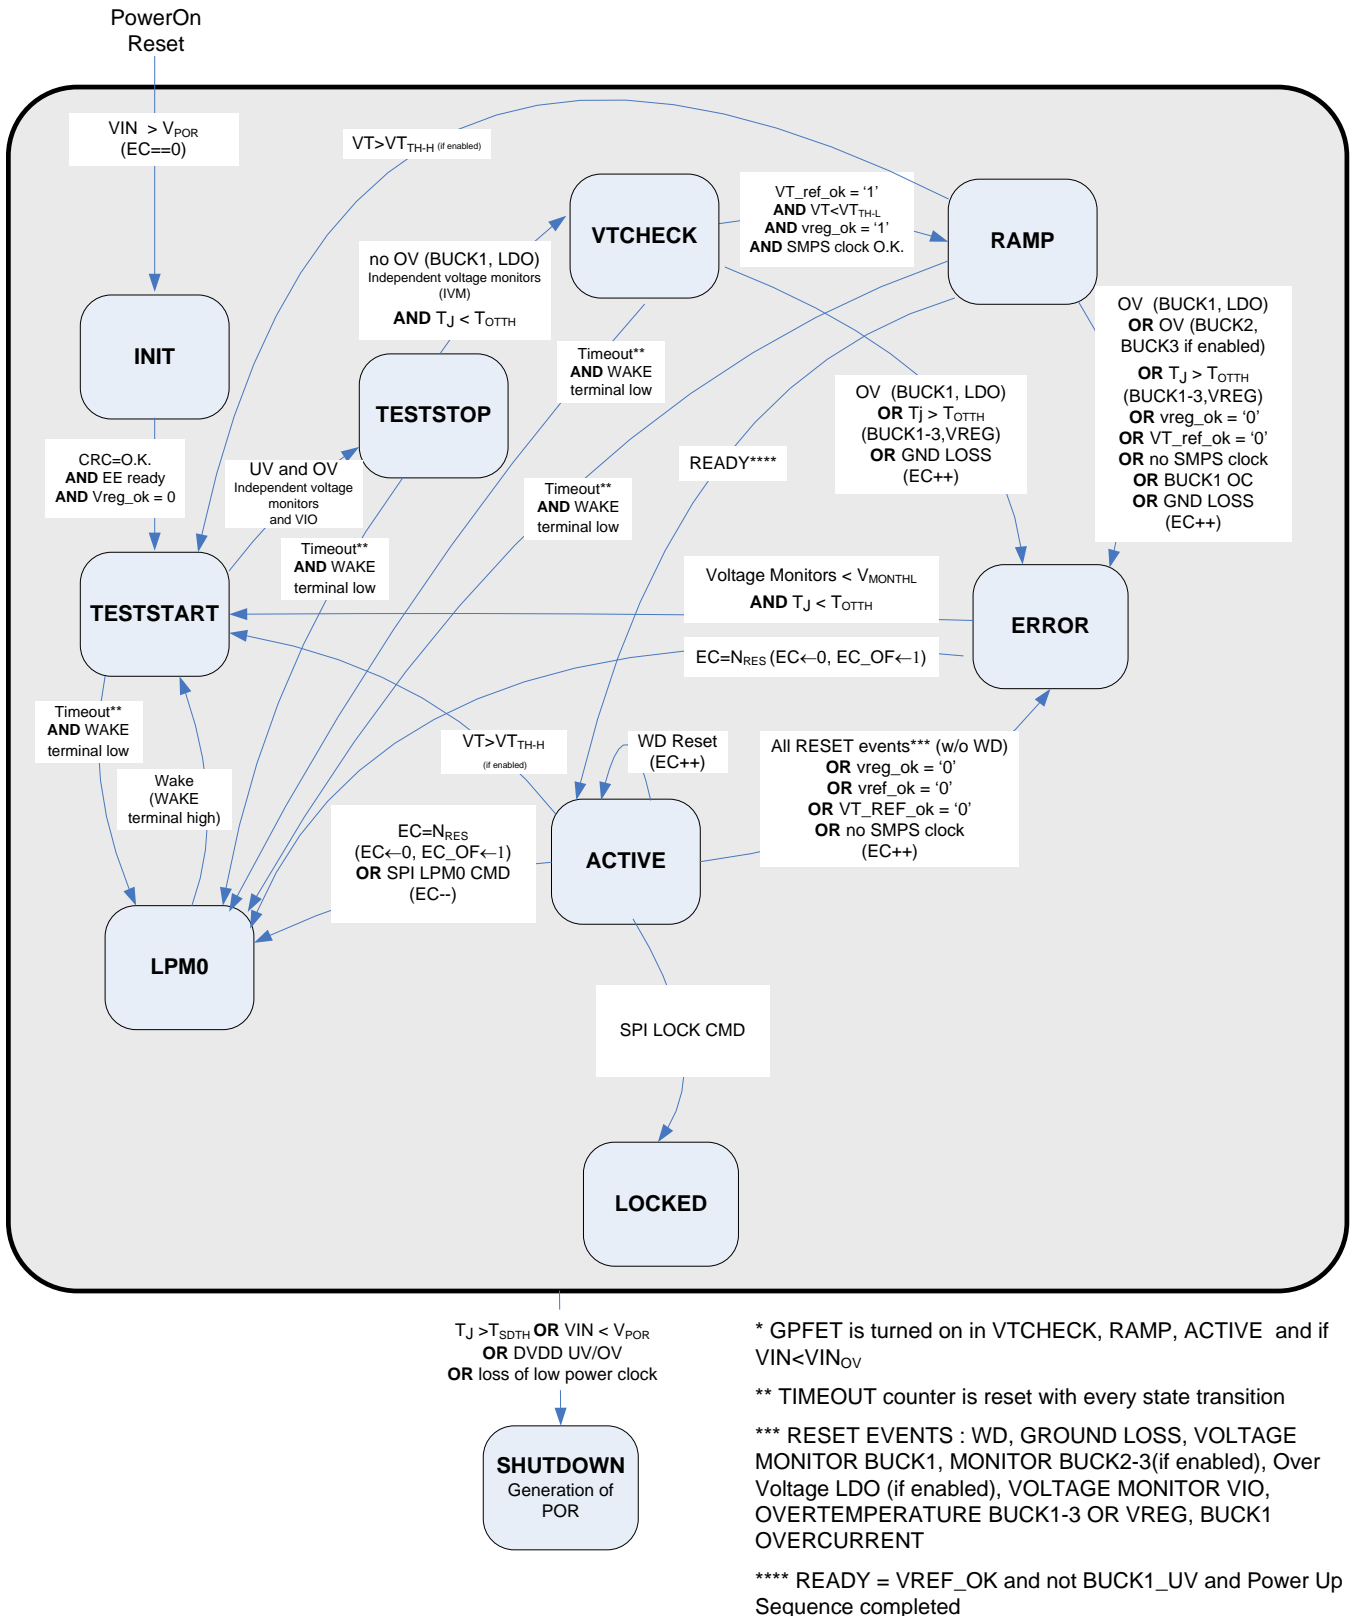 PowerOn
Reset
VIN > VPOR
(EC==0)
VT>VTTH-H (if enabled)
VT_ref_ok = ‘1’
AND VT<VTTH-L
AND vreg_ok = ‘1’
AND SMPS clock O.K.
VTCHECK
RAMP
no OV (BUCK1, LDO)
Independent voltage monitors
(IVM)
AND TJ < TOTTH
INIT
OV (BUCK1, LDO)
OR OV (BUCK2,
BUCK3 if enabled)
OR TJ > TOTTH
(BUCK1-3,VREG)
OR vreg_ok = ‘0’
OR VT_ref_ok = ‘0’
OR no SMPS clock
OR BUCK1 OC
OR GND LOSS
(EC++)
Timeout**
AND WAKE
terminal low
TESTSTOP
OV (BUCK1, LDO)
OR Tj > TOTTH
(BUCK1-3,VREG)
OR GND LOSS
(EC++)
CRC=O.K.
AND EE ready
AND Vreg_ok = 0
UV and OV
Independent voltage
monitors
and VIO
READY****
Timeout**
AND WAKE
terminal low
Timeout**
AND WAKE
terminal low
TESTSTART
Voltage Monitors < VMONTHL
AND TJ < TOTTH
ERROR
EC=NRES (EC←0, EC_OF←1)
Timeout**
AND WAKE
terminal low
Wake
(WAKE
terminal high)
VT>VTTH-H
(if enabled)
WD Reset
(EC++)
All RESET events*** (w/o WD)
OR vreg_ok = ‘0’
OR vref_ok = ‘0’
OR VT_REF_ok = ‘0’
OR no SMPS clock
(EC++)
EC=NRES
(EC←0, EC_OF←1)
OR SPI LPM0 CMD
(EC--)
ACTIVE
LPM0
SPI LOCK CMD
LOCKED
TJ >TSDTH OR VIN < VPOR
OR DVDD UV/OV
OR loss of low power clock
SHUTDOWN
Generation of
POR
* GPFET is turned on in VTCHECK, RAMP, ACTIVE and if
VIN<VINOV
** TIMEOUT counter is reset with every state transition
*** RESET EVENTS : WD, GROUND LOSS, VOLTAGE
MONITOR BUCK1, MONITOR BUCK2-3(if enabled), Over
Voltage LDO (if enabled), VOLTAGE MONITOR VIO,
OVERTEMPERATURE BUCK1-3 OR VREG, BUCK1
OVERCURRENT
**** READY = VREF_OK and not BUCK1_UV and Power Up
Sequence completed